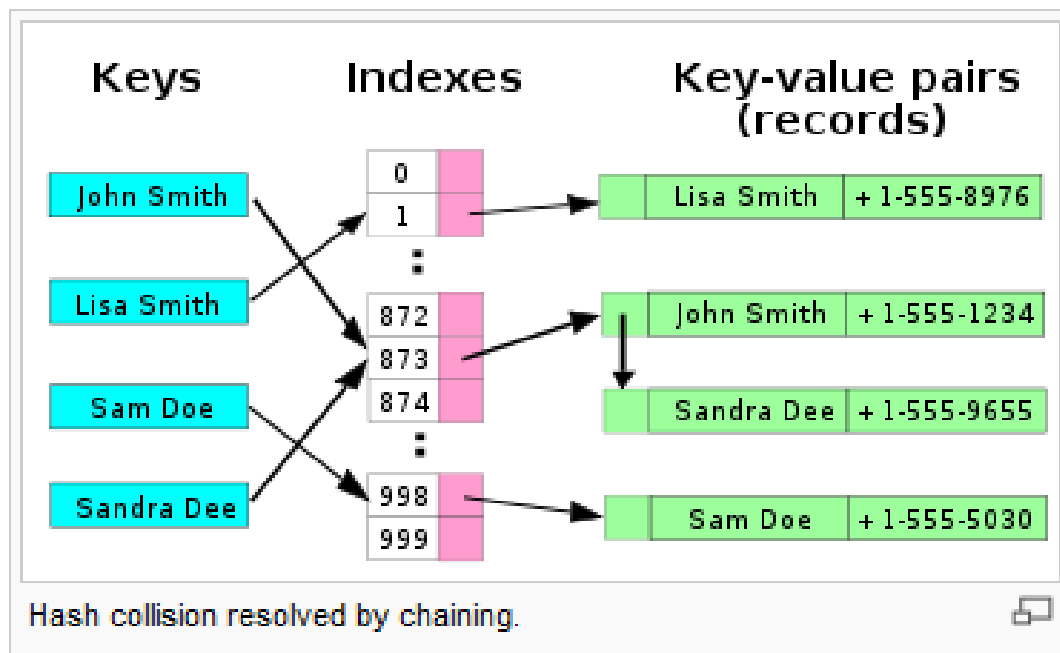 Keys
Indexes
Key-value pairs
(records)
John Smith
Lisa Smith
Sam Doe
Sandra Dee
0
1
:
872
873
874
:
998
999
Lisa Smith
+ 1-555-8976
John Smith
+ 1-555-1234
Sandra Dee
+ 1-555-9655
Sam Doe
+ 1-555-5030
Hash collision resolved by chaining.